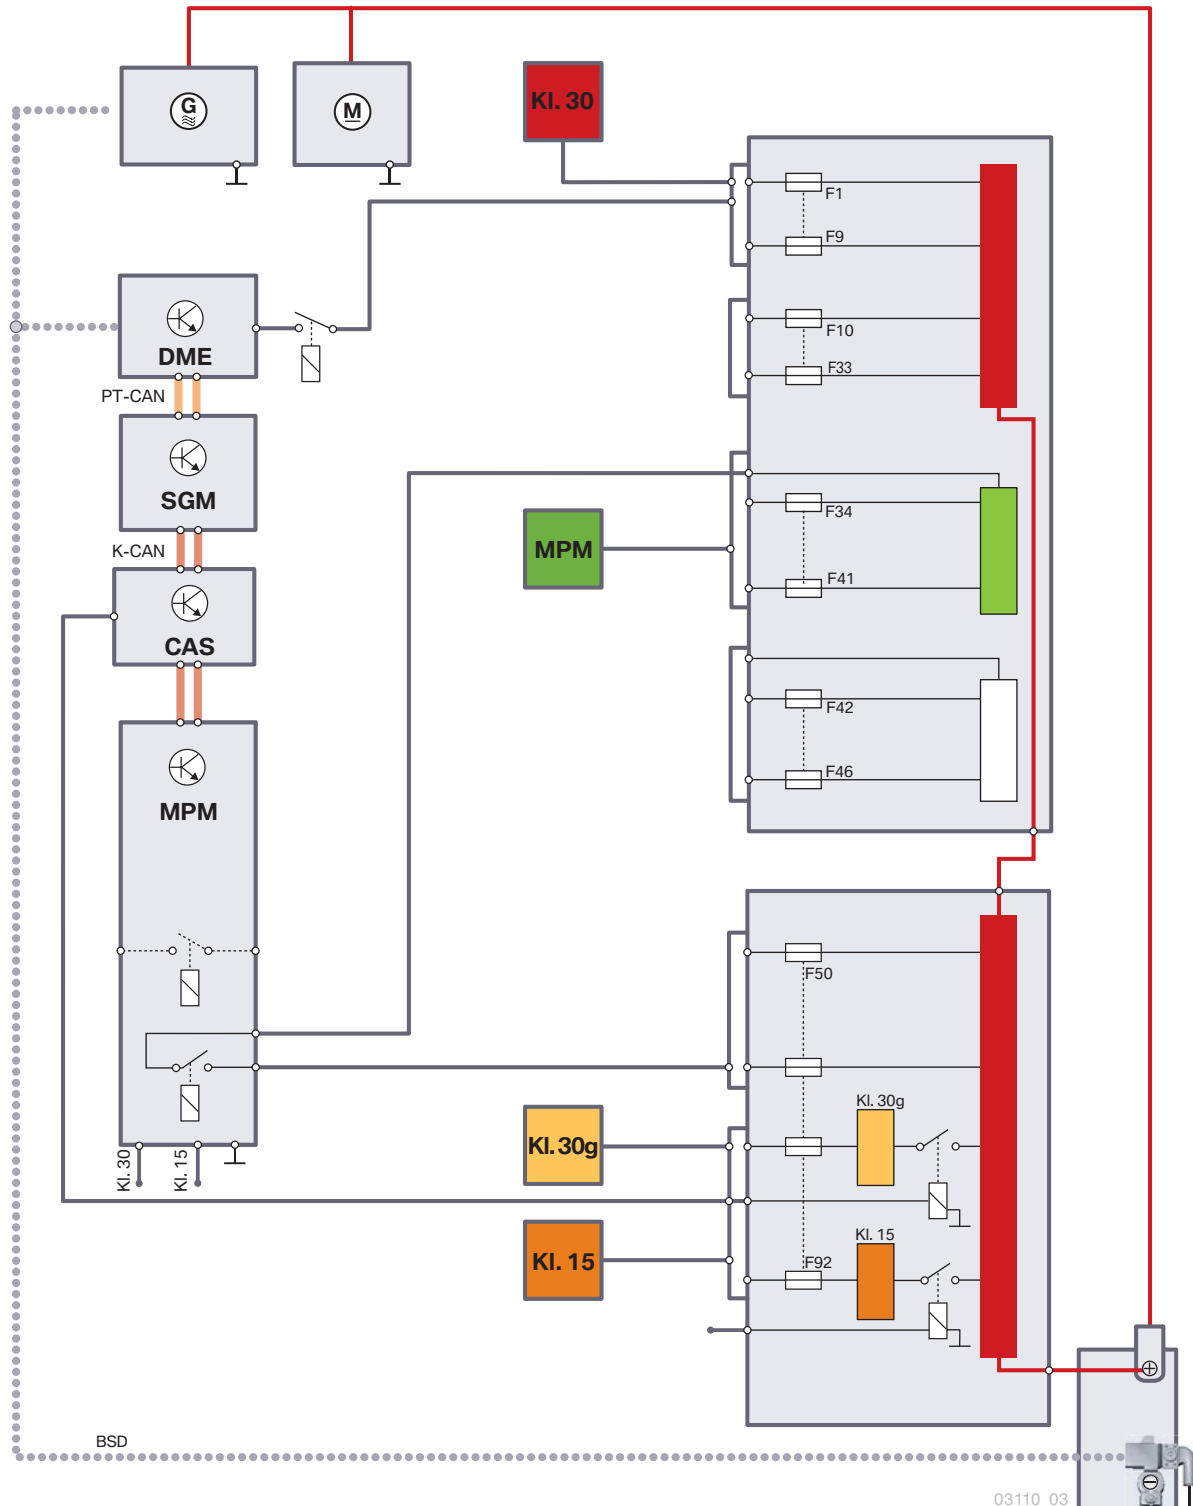 G
M
Kl. 30
F1
F9
F10
DME
F33
PT-CAN
SGM
F34
K-CAN
MPM
F41
CAS
F42
F46
MPM
F50
Kl. 30g
Kl. 30g
Kl. 30
Kl. 15
Kl. 15
Kl. 15
F92
BSD
03110_03